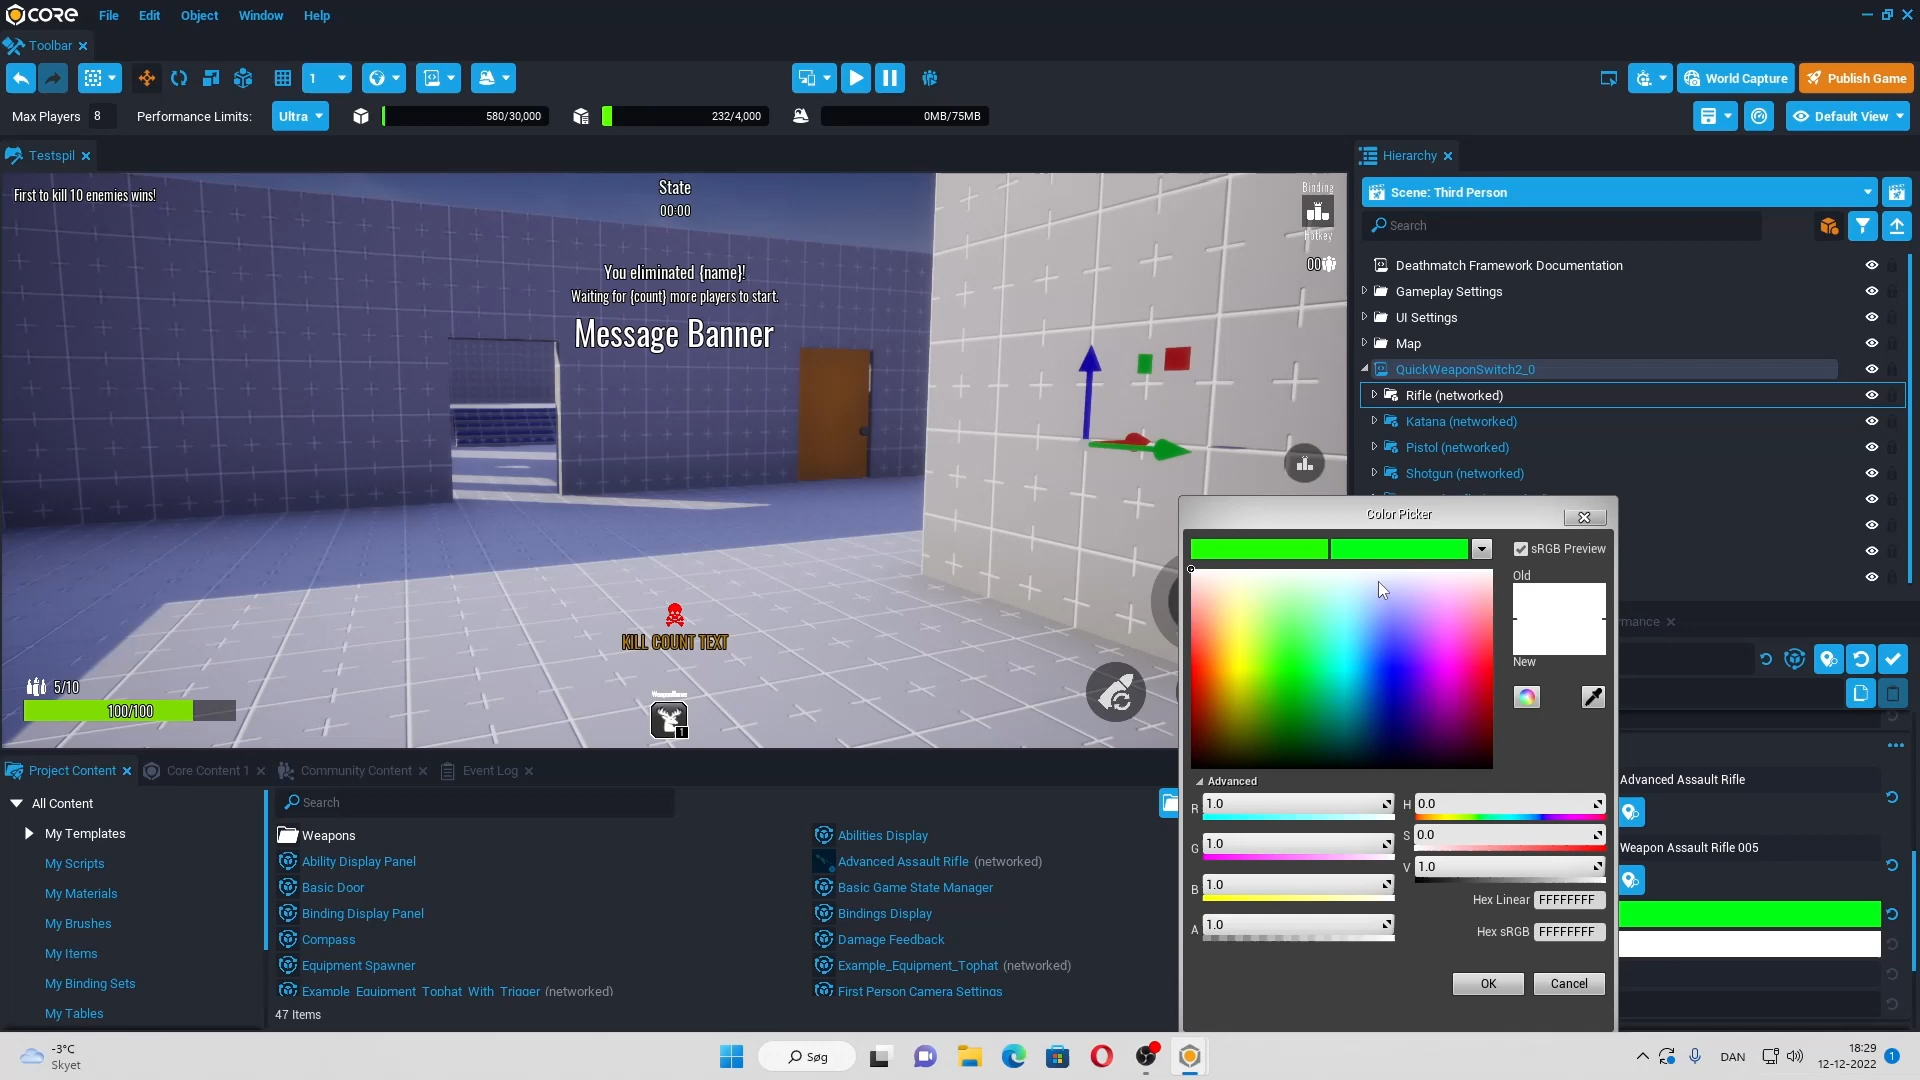 CORE
File
Edit
Object
Window
Help
Toolbar
1
World Capture
Publish Game
Max Players
8
Performance Limits:
Ultra
580/30,000
232/4,000
0MB/75MB
Default View
Testspil
First to kill 10 enemies wins!
State
00:00
You eliminated {name}!
Waiting for {count} more players to start.
Message Banner
Binding
Hotkey
00
KILL COUNT TEXT
5/10
100/100
1
Hierarchy
Scene: Third Person
Search
Deathmatch Framework Documentation
Gameplay Settings
UI Settings
Map
QuickWeaponSwitch2_0
Rifle (networked)
Katana (networked)
Pistol (networked)
Shotgun (networked)
Color Picker
sRGB Preview
Old
New
Advanced
R 1.0
G 1.0
B 1.0
A 1.0
H 0.0
S 0.0
V 1.0
Hex Linear FFFFFFFF
Hex sRGB FFFFFFFF
OK
Cancel
Advanced Assault Rifle
Weapon Assault Rifle 005
Project Content
Core Content 1
Community Content
Event Log
All Content
My Templates
My Scripts
My Materials
My Brushes
My Items
My Binding Sets
My Tables
Search
Weapons
Ability Display Panel
Basic Door
Binding Display Panel
Compass
Equipment Spawner
Example_Equipment_Tophat_With_Trigger (networked)
47 Items
Abilities Display
Advanced Assault Rifle (networked)
Basic Game State Manager
Bindings Display
Damage Feedback
Example_Equipment_Tophat (networked)
First Person Camera Settings
-3°C
Skyet
Søg
DAN
18:29
12-12-2022
1